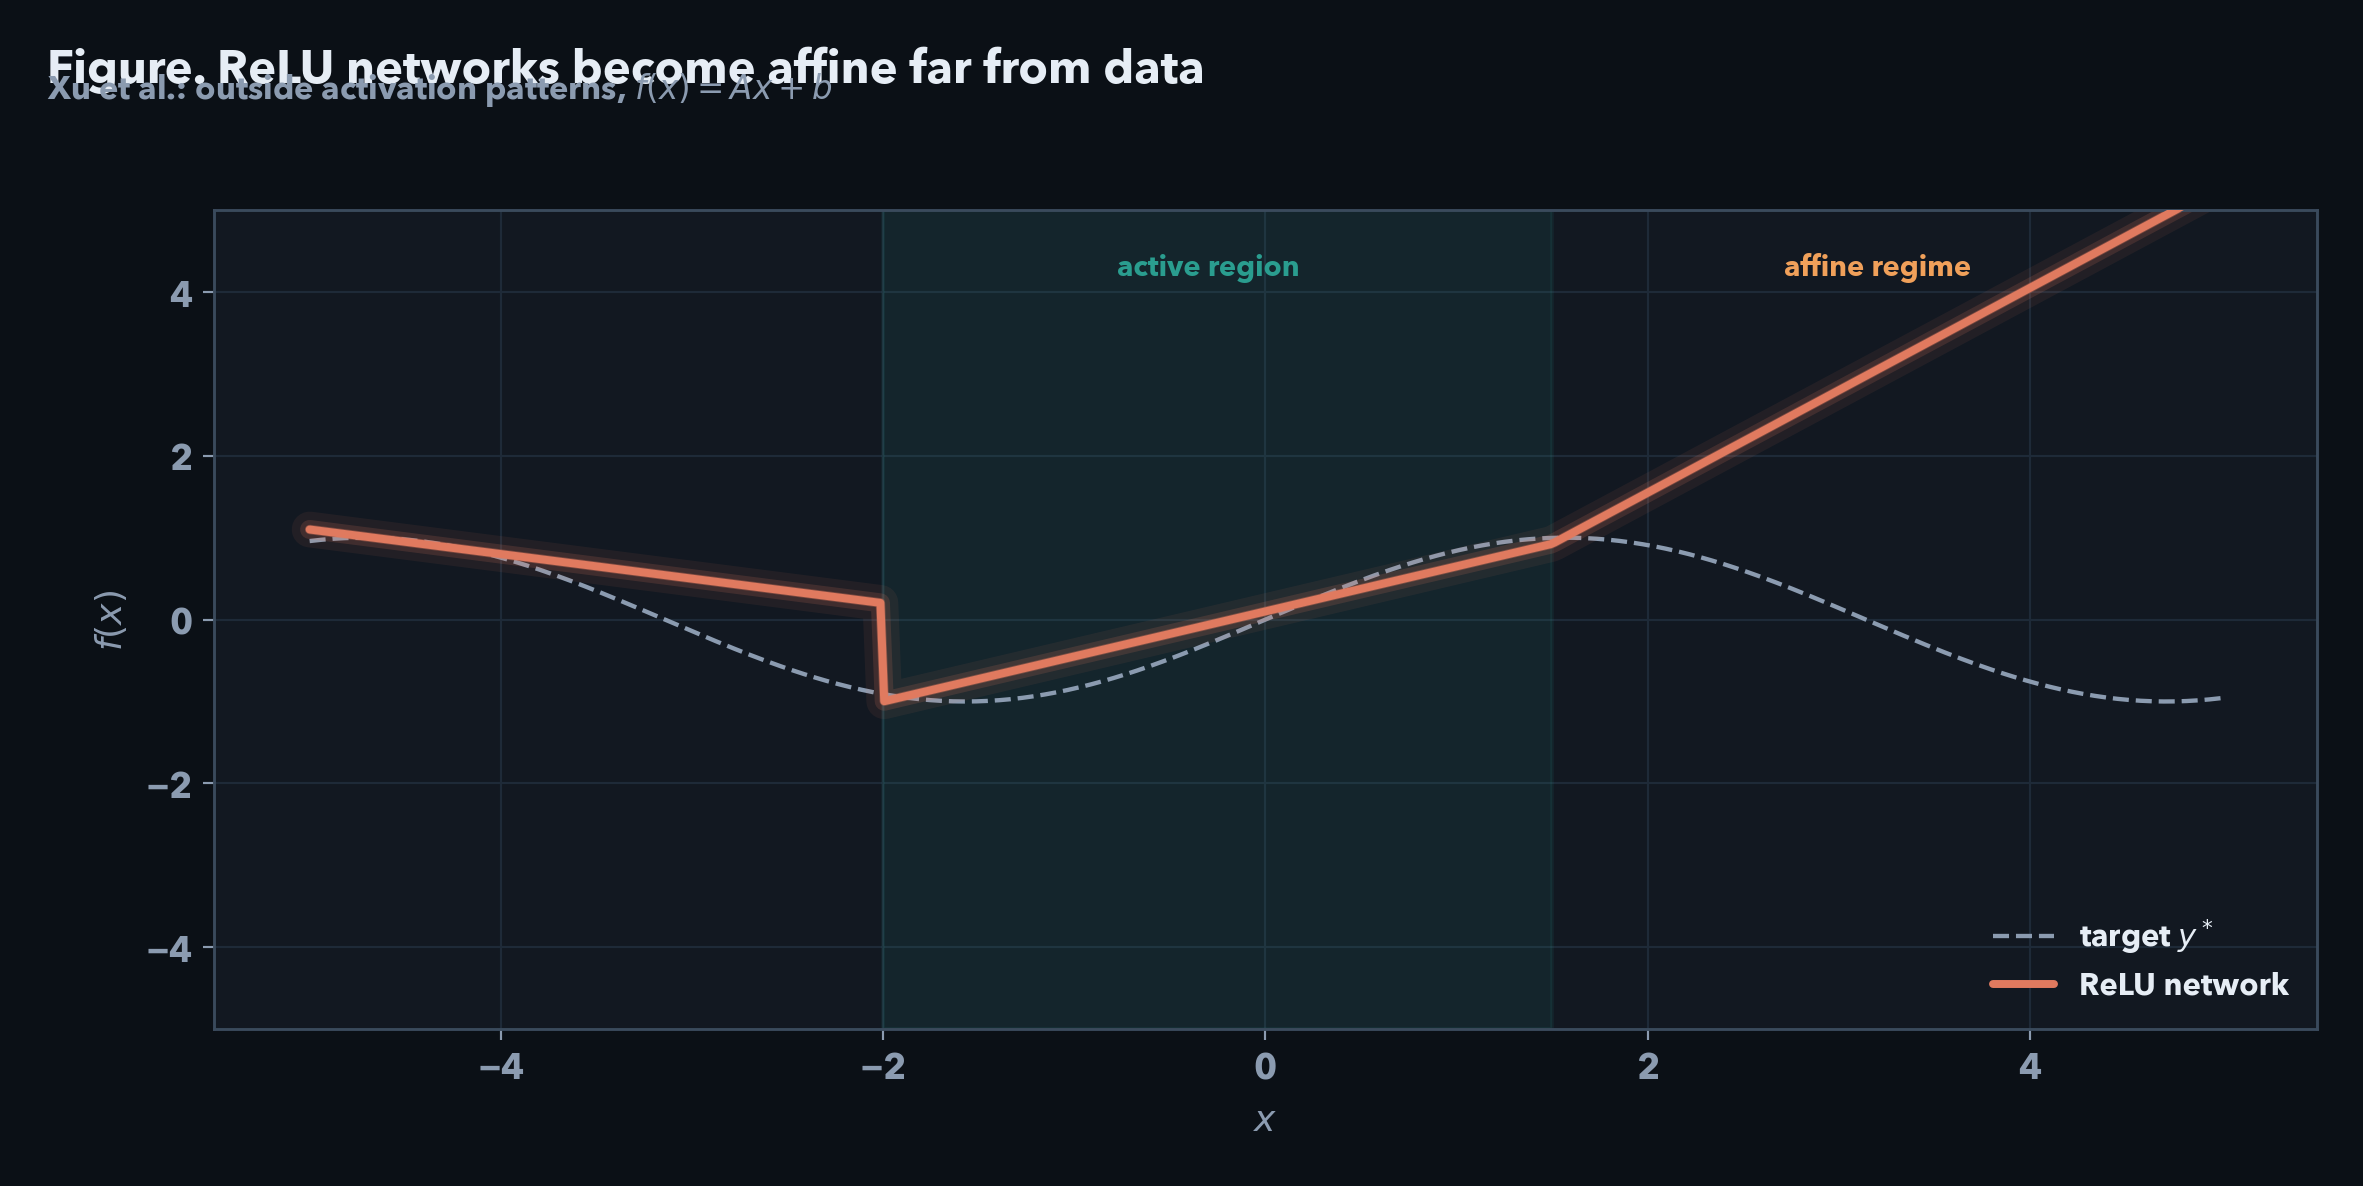 Figure. ReLU networks become affine far from data
Xu et al.: outside activation patterns, f(x) = Ax + b
active region
affine regime
4
2
0
−2
−4
f(x)
target y*
ReLU network
−4
−2
0
2
4
x